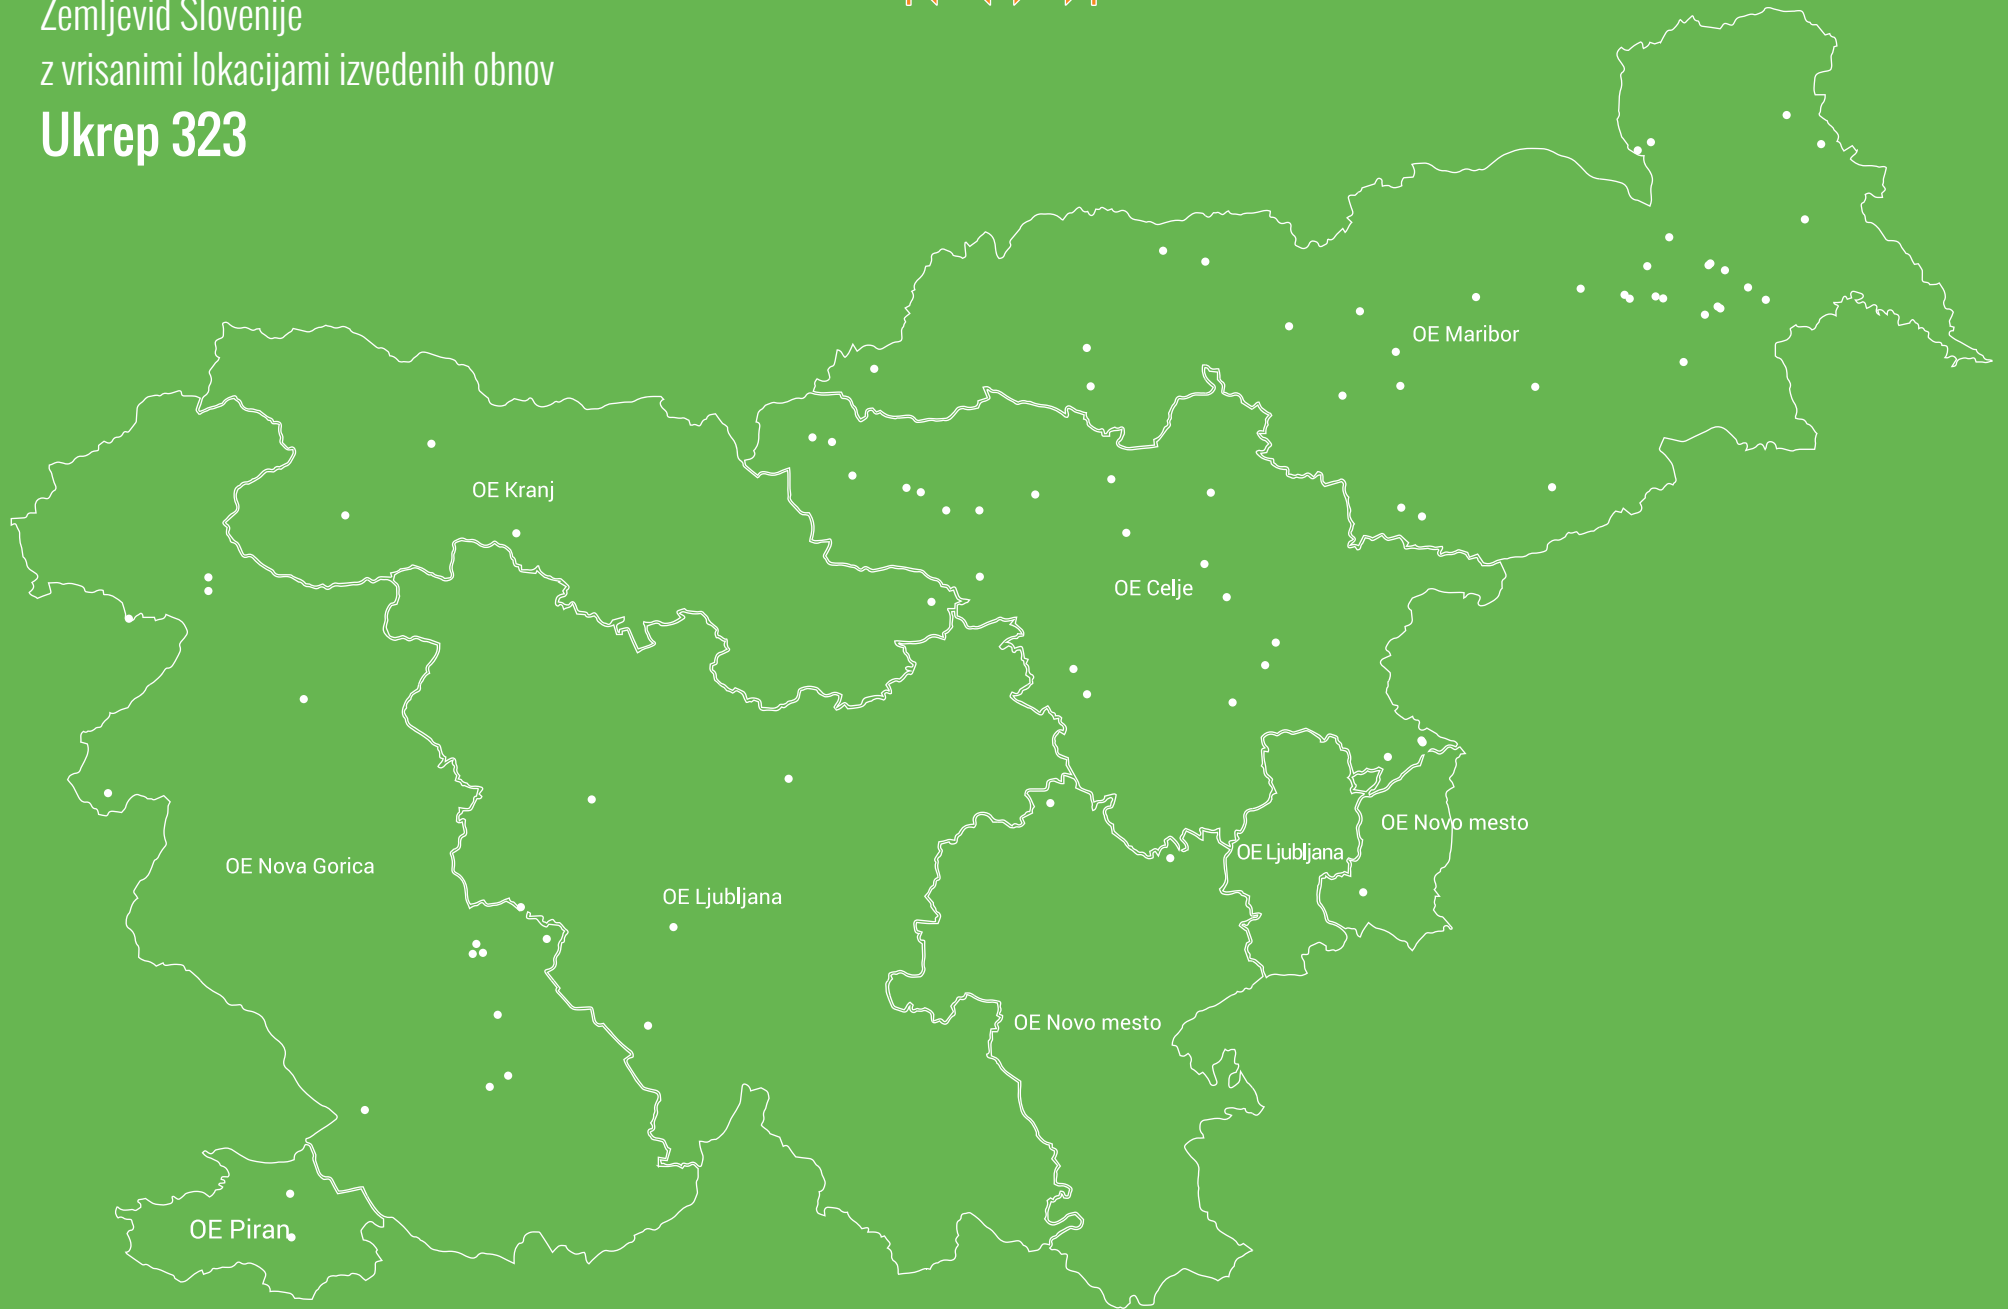 Zemljevid Slovenije
z vrisanimi lokacijami izvedenih obnov
Ukrep 323
OE Maribor
OE Kranj
OE Celje
OE Novo mesto
OE Ljubljana
OE Nova Gorica
OE Ljubljana
OE Novo mesto
OE Piran